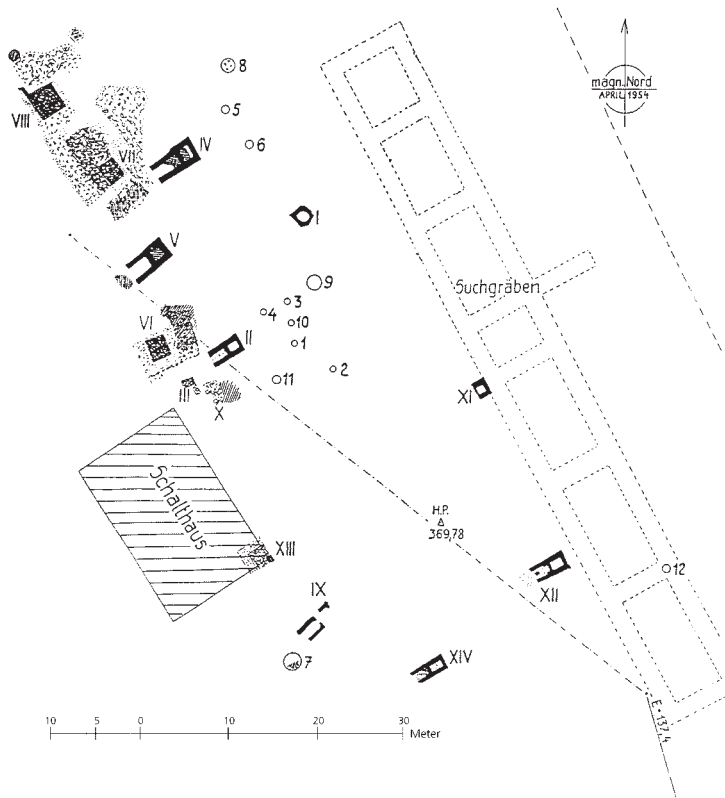 magn. Nord
APRIL 1954
VIII
VII
IV
8
5
6
I
V
9
3
4
10
1
2
11
VI
II
III
X
Suchgräben
XI
Schalthaus
XIII
H.P.
369,78
XII
12
IX
7
XIV
E•137,4
10 5 0 10 20 30 Meter